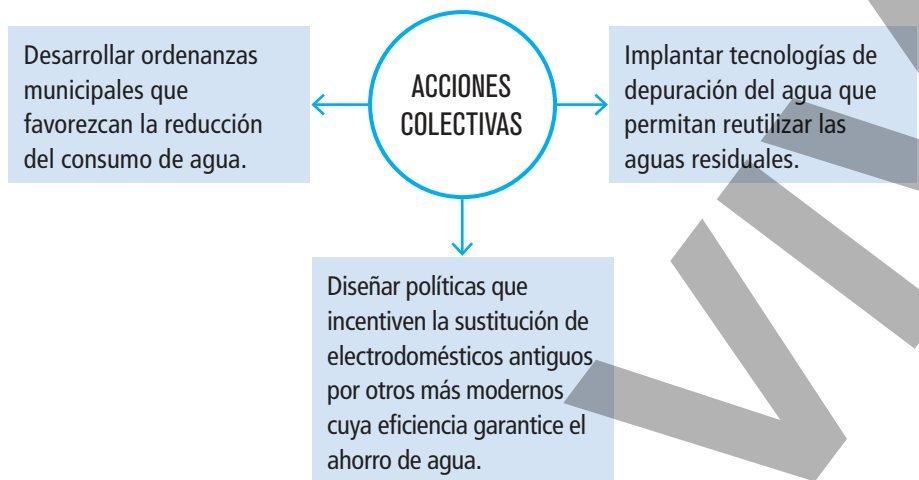 Desarrollar ordenanzas
municipales que
favorezcan la reducción
del consumo de agua.
ACCIONES
COLECTIVAS
Implantar tecnologías de
depuración del agua que
permitan reutilizar las
aguas residuales.
Diseñar políticas que
incentiven la sustitución de
electrodomésticos antiguos
por otros más modernos
cuya eficiencia garantice el
ahorro de agua.